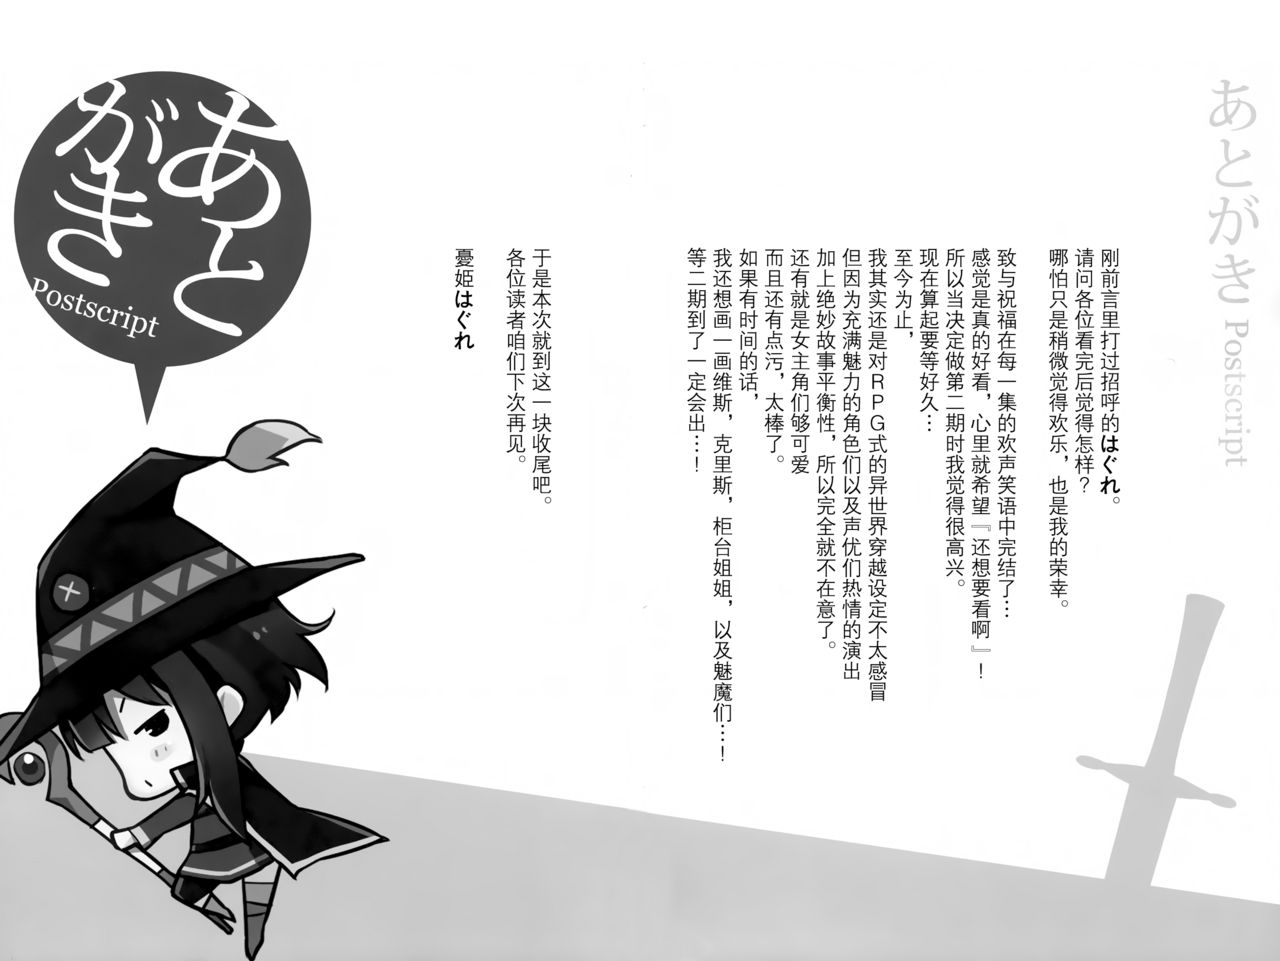 あとがき Postscript
刚前言里打过招呼的はぐれ。
请问各位看完后觉得怎样？
哪怕只是稍微觉得欢乐，也是我的荣幸。
致与祝福在每一集的欢声笑语中完结了…
感觉是真的好看，心里就希望『还想要看啊』！
所以当决定做第二期时我觉得很高兴。
现在算起要等好久…
至今为止，
我其实还是对RPG式的异世界穿越设定不太感冒
但因为充满魅力的角色们以及声优们热情的演出
加上绝妙故事平衡性，所以完全就不在意了。
还有就是女主角们够可爱
而且还有点污，太棒了。
如果有时间的话，
我还想画一画维斯，克里斯，柜台姐姐，以及魅魔们…！
等二期到了一定会出…！
于是本次就到这一块收尾吧。
各位读者咱们下次再见。
憂姫はぐれ
あと
がき
Postscript